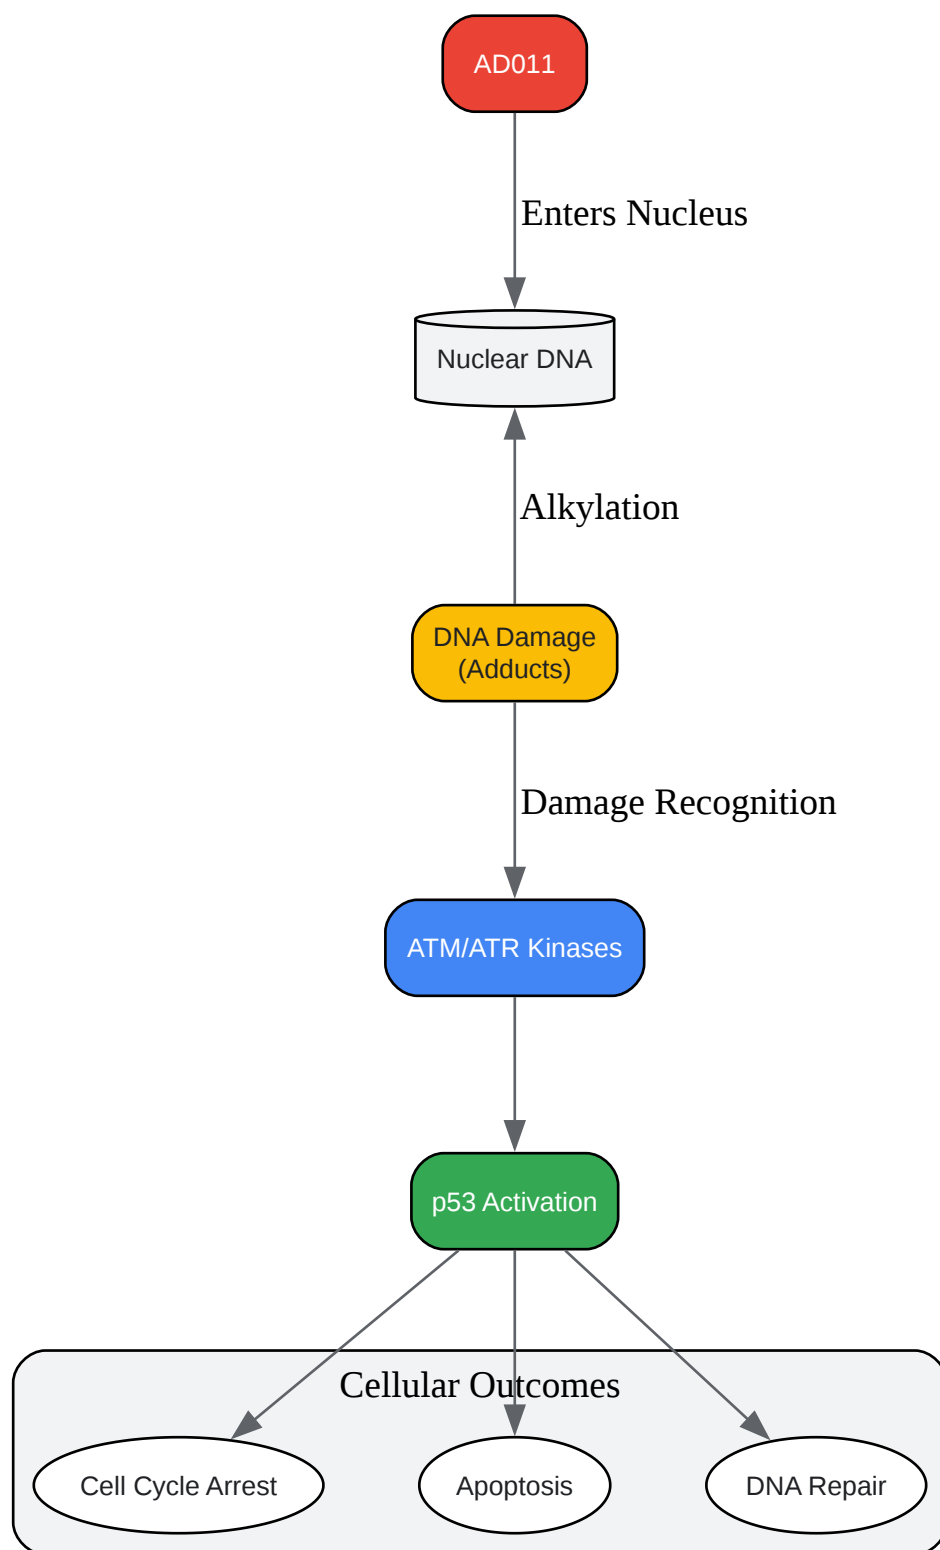 AD011
Enters Nucleus
Nuclear DNA
Alkylation
DNA Damage
(Adducts)
Damage Recognition
ATM/ATR Kinases
p53 Activation
Cellular Outcomes
Cell Cycle Arrest
Apoptosis
DNA Repair